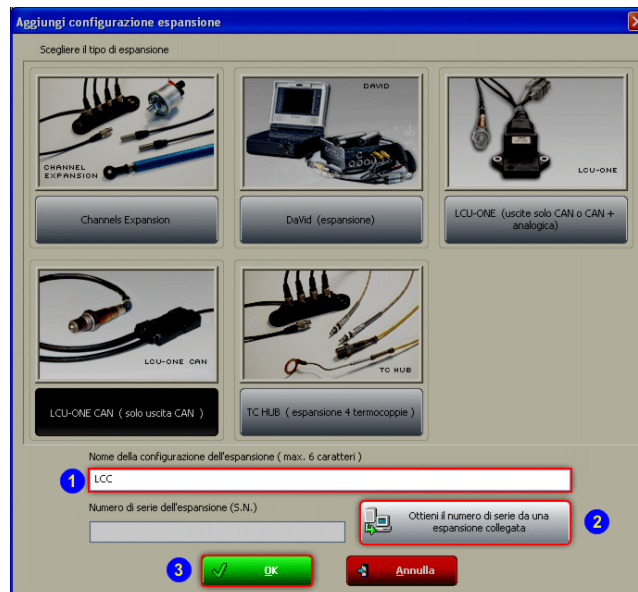 Aggiungi configurazione espansione
Scegliere il tipo di espansione
CHANNEL
EXPANSION
DAVID
LCU-ONE
Channels Expansion
DaVid (espansione)
LCU-ONE (uscite solo CAN o CAN +
analogica)
LCU-ONE CAN
TC HUB
LCU-ONE CAN ( solo uscita CAN )
TC HUB ( espansione 4 termocoppie )
Nome della configurazione dell'espansione ( max. 6 caratteri )
1
LCC
Numero di serie dell'espansione (S.N.)
Ottieni il numero di serie da una
espansione collegata
2
3
OK
Annulla